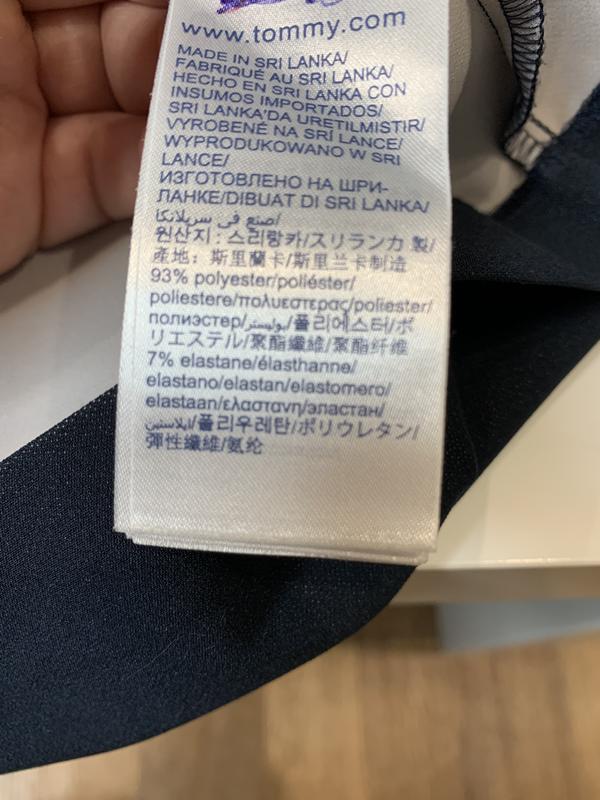 www.tommy.com
MADE IN SRI LANKA/
FABRIQUÉ AU SRI LANKA/
HECHO EN SRI LANKA CON
INSUMOS IMPORTADOS/
SRI LANKA'DA URETILMISTIR/
VYROBENÉ NA SRÍ LANCE/
WYPRODUKOWANO W SRI
LANCE/
ИЗГОТОВЛЕНО НА ШРИ-
ЛАНКЕ/DIBUAT DI SRI LANKA/
صنع في سريلانكا/
원산지 : 스리랑카/スリランカ 製/
產地：斯里蘭卡/斯里兰卡制造
93% polyester/poliéster/
poliestere/πολυεστερας/poliester/
полиэстер/بوليستر/폴리에스터/ポ
リエステル/聚酯纖維/聚酯纤维
7% elastane/élasthanne/
elastano/elastan/elastomero/
elastaan/ελαστανη/эластан/
ايلاستين/폴리우레탄/ポリウレタン/
彈性纖維/氨纶